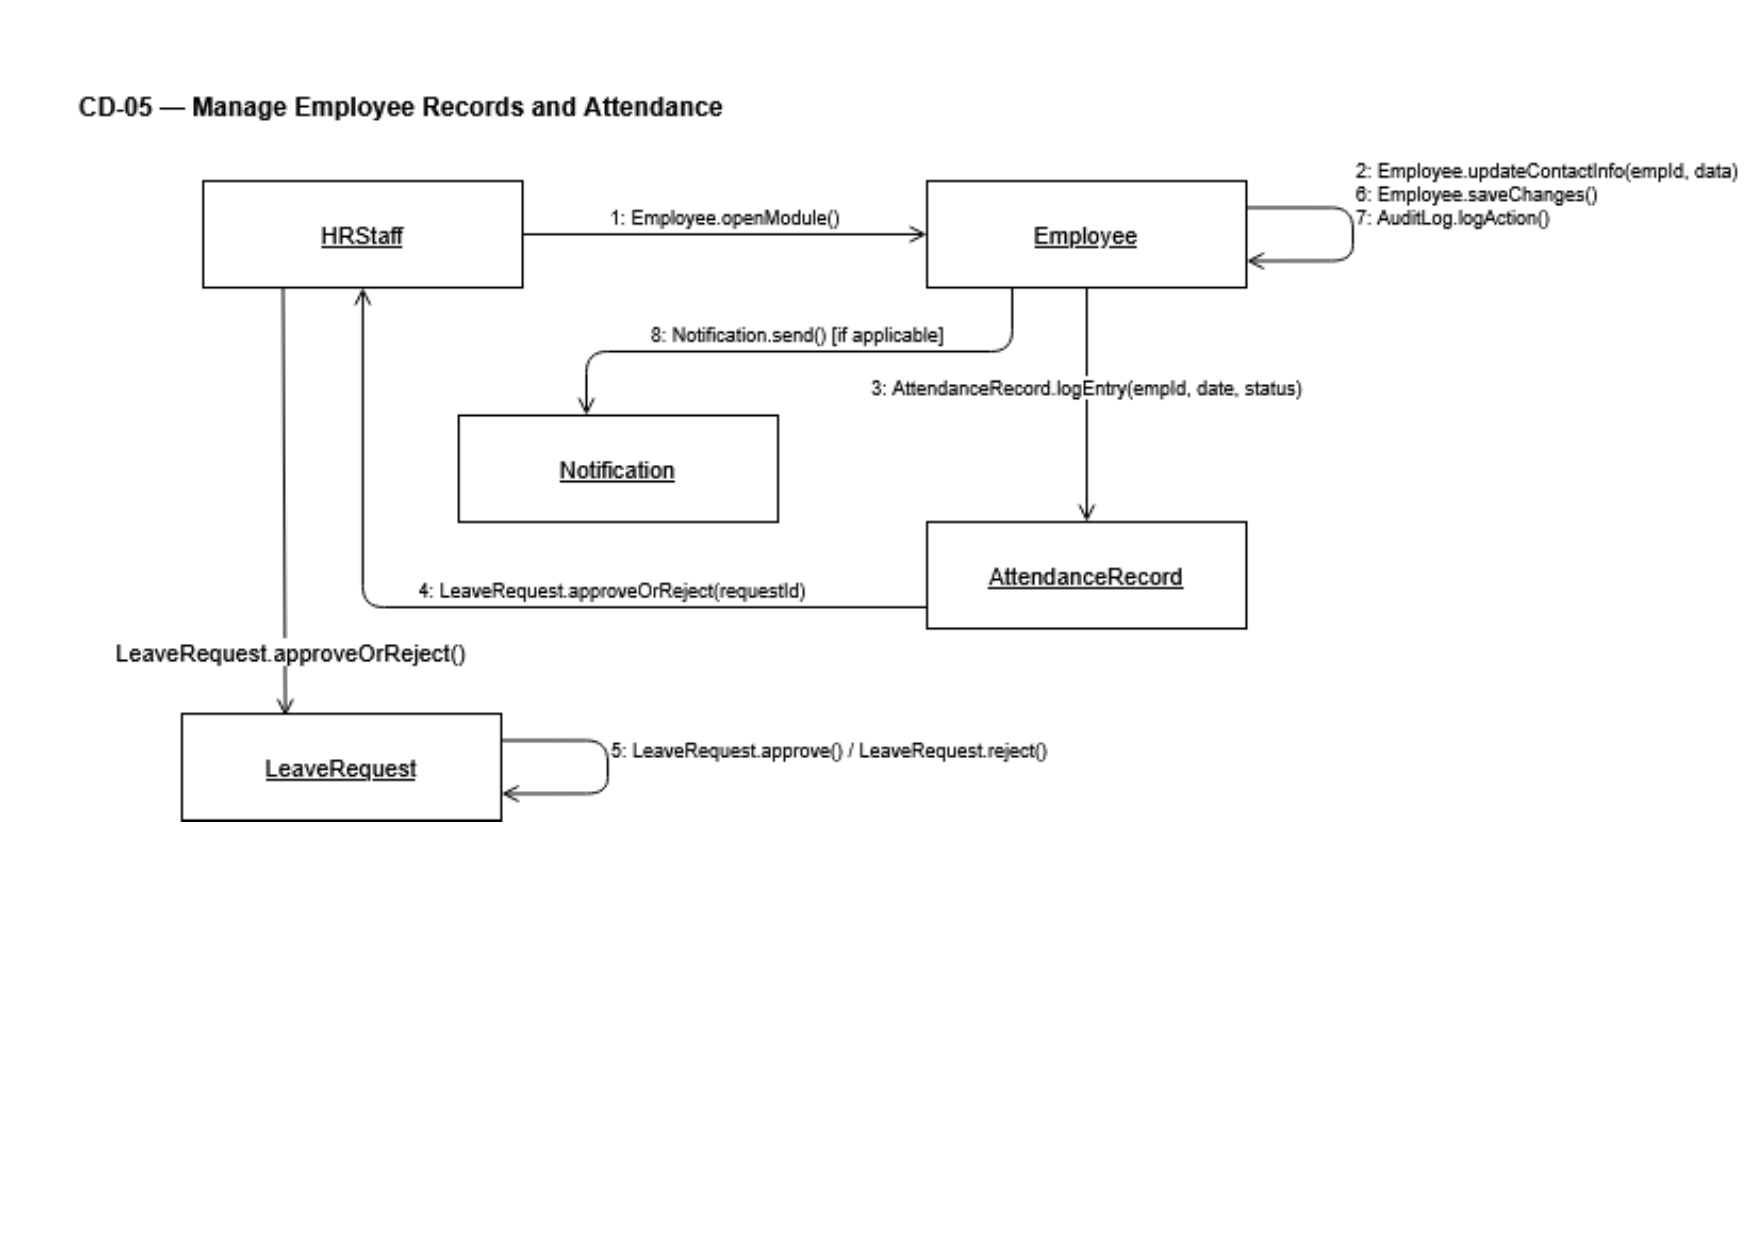 CD-05 — Manage Employee Records and Attendance
2: Employee.updateContactInfo(empId, data)
6: Employee.saveChanges()
7: AuditLog.logAction()
HRStaff
1: Employee.openModule()
Employee
8: Notification.send() [if applicable]
3: AttendanceRecord.logEntry(empId, date, status)
Notification
AttendanceRecord
4: LeaveRequest.approveOrReject(requestId)
LeaveRequest.approveOrReject()
LeaveRequest
5: LeaveRequest.approve() / LeaveRequest.reject()